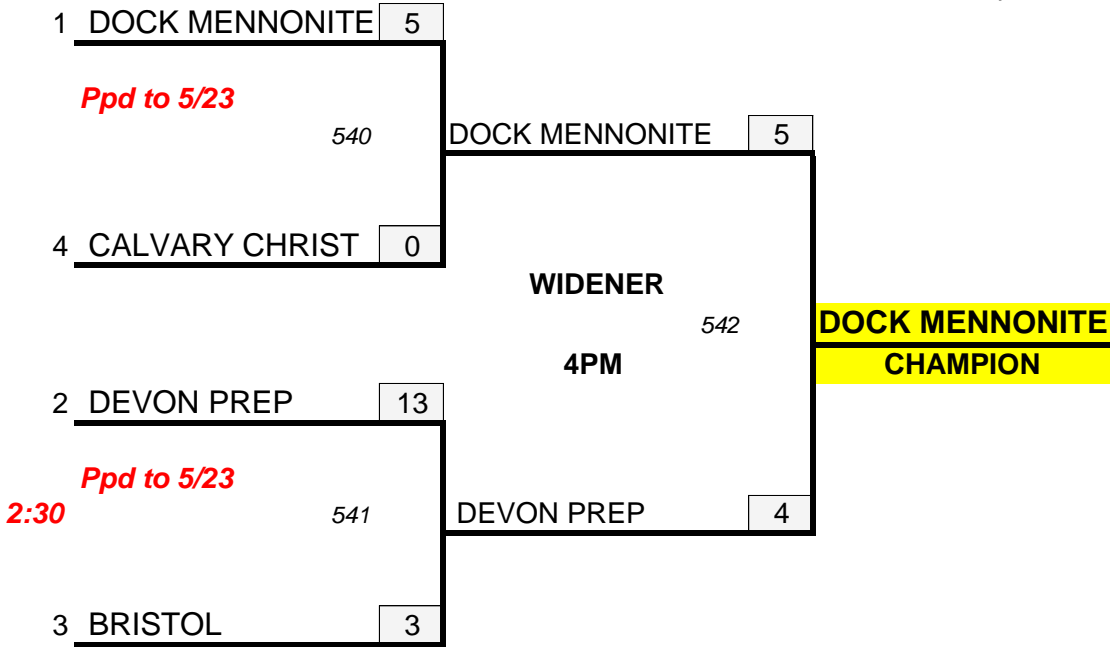 1 DOCK MENNONITE 5
Ppd to 5/23
540
DOCK MENNONITE 5
4 CALVARY CHRIST 0
WIDENER
542
DOCK MENNONITE
4PM
CHAMPION
2 DEVON PREP 13
Ppd to 5/23
2:30
541
DEVON PREP 4
3 BRISTOL 3